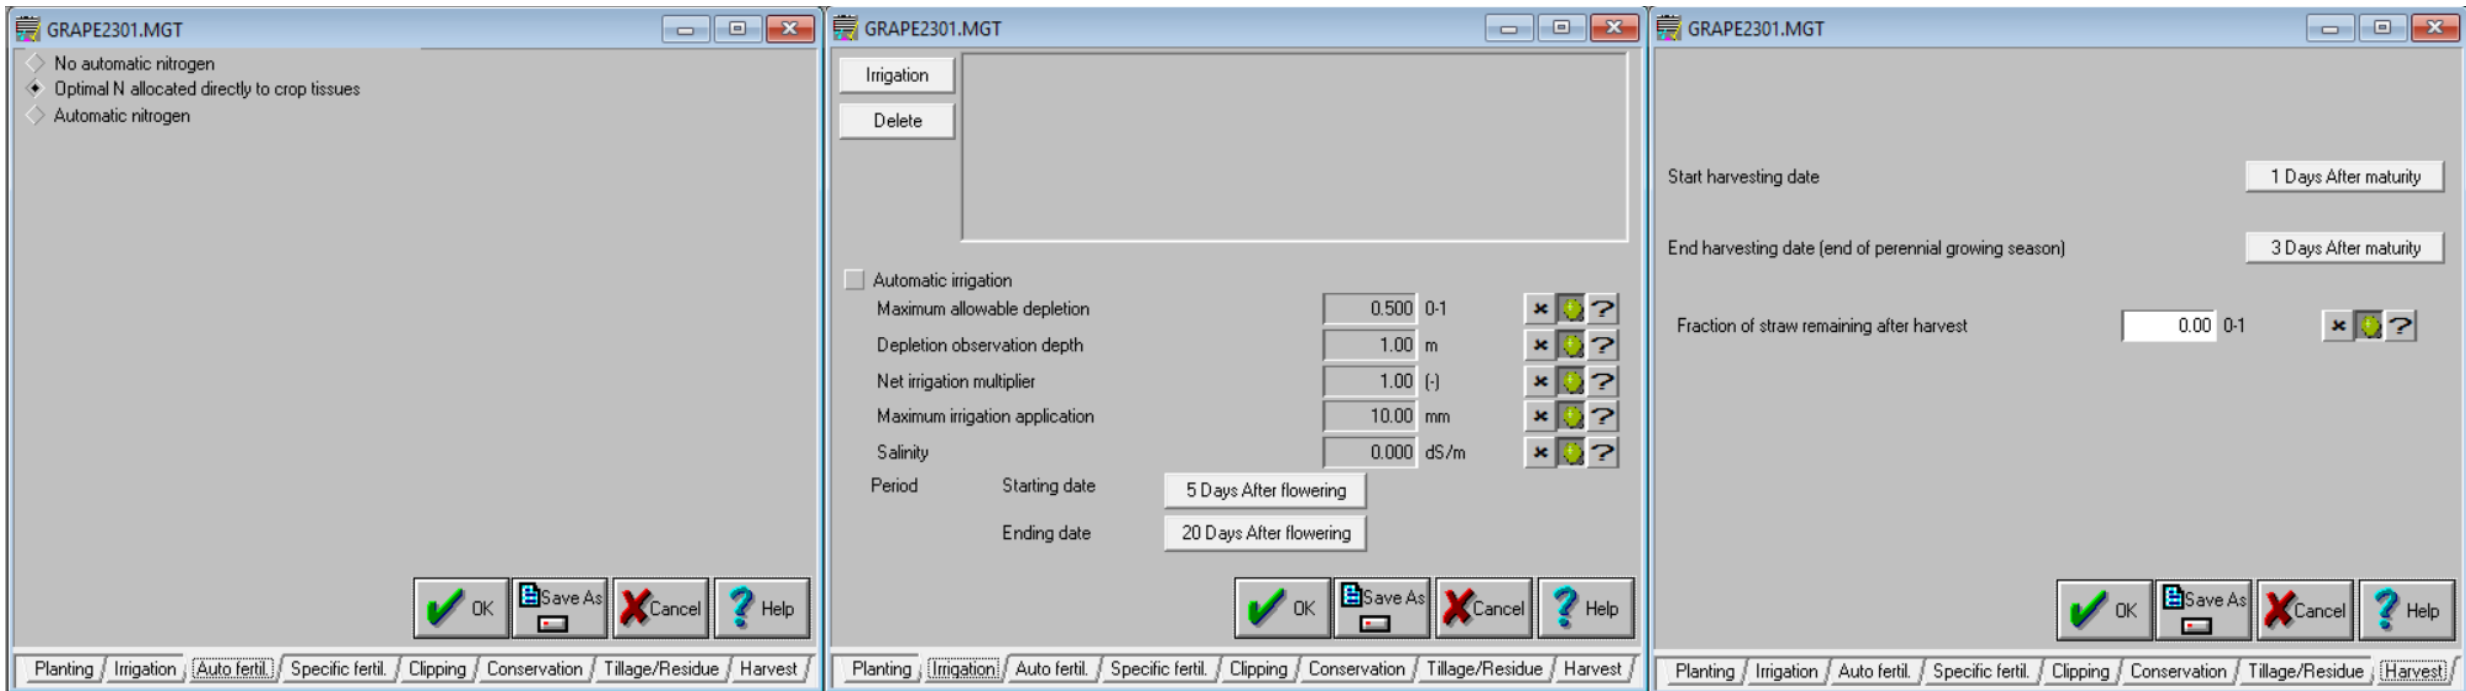 GRAPE2301.MGT
No automatic nitrogen
Optimal N allocated directly to crop tissues
Automatic nitrogen
OK
Save As
Cancel
? Help
Planting / Irrigation / Auto fertil. / Specific fertil. / Clipping / Conservation / Tillage/Residue / Harvest
GRAPE2301.MGT
Irrigation
Delete
Automatic irrigation
Maximum allowable depletion 0.500 0-1 ?
Depletion observation depth 1.00 m ?
Net irrigation multiplier 1.00 (-) ?
Maximum irrigation application 10.00 mm ?
Salinity 0.000 dS/m ?
Period Starting date 5 Days After flowering
Ending date 20 Days After flowering
OK
Save As
Cancel
? Help
Planting / Irrigation / Auto fertil. / Specific fertil. / Clipping / Conservation / Tillage/Residue / Harvest
GRAPE2301.MGT
Start harvesting date 1 Days After maturity
End harvesting date (end of perennial growing season) 3 Days After maturity
Fraction of straw remaining after harvest 0.00 0-1 ?
OK
Save As
Cancel
? Help
Planting / Irrigation / Auto fertil. / Specific fertil. / Clipping / Conservation / Tillage/Residue / Harvest